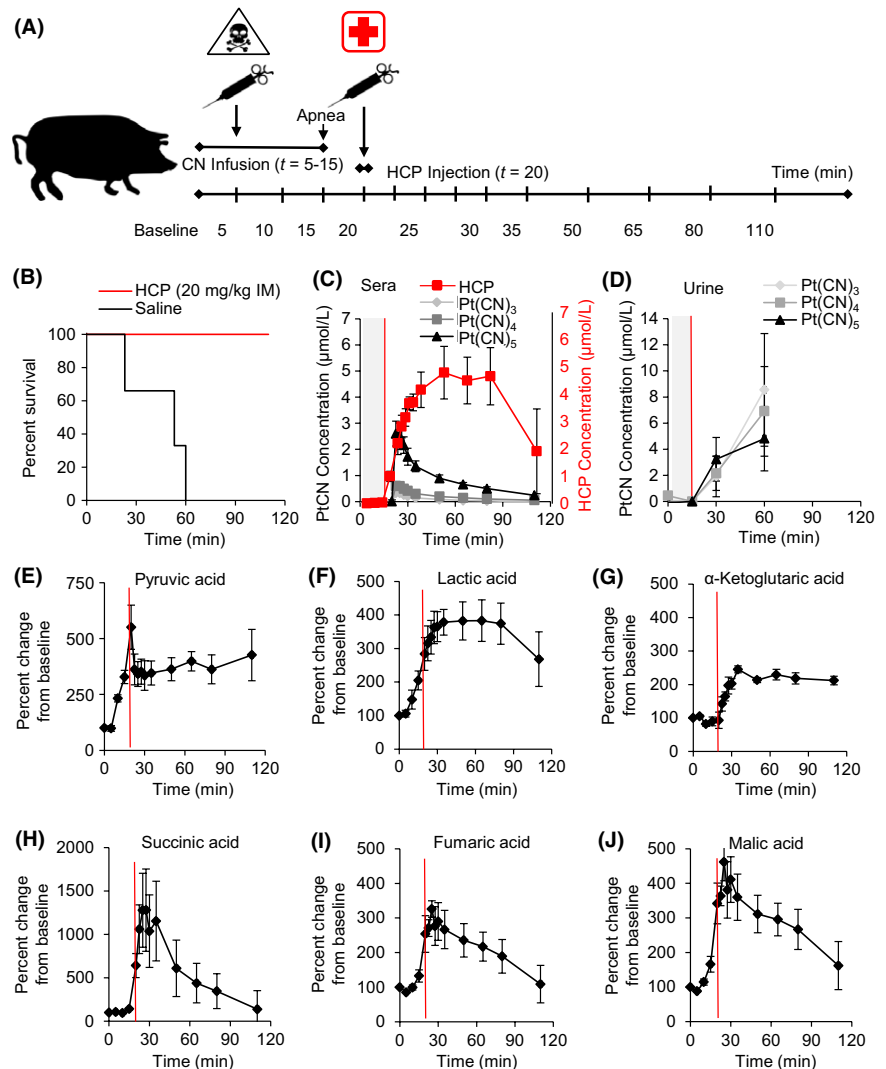 (A)
Apnea
CN Infusion (t = 5-15)
HCP Injection (t = 20)
Time (min)
Baseline 5 10 15 20 25 30 35 50 65 80 110
(B)
HCP (20 mg/kg IM)
Saline
Percent survival
100
80
60
40
20
0
0 30 60 90 120
Time (min)
(C)
Sera
HCP
Pt(CN)3
Pt(CN)4
Pt(CN)5
PtCN Concentration (μmol/L)
7
6
5
4
3
2
1
0
HCP Concentration (μmol/L)
7
6
5
4
3
2
1
0
0 30 60 90 120
Time (min)
(D)
Urine
Pt(CN)3
Pt(CN)4
Pt(CN)5
PtCN Concentration (μmol/L)
14
12
10
8
6
4
2
0
0 30 60 90 120
Time (min)
(E)
Pyruvic acid
Percent change
from baseline
750
500
250
0
0 30 60 90 120
Time (min)
(F)
Lactic acid
Percent change
from baseline
500
400
300
200
100
0
0 30 60 90 120
Time (min)
(G)
α-Ketoglutaric acid
Percent change
from baseline
500
400
300
200
100
0
0 30 60 90 120
Time (min)
(H)
Succinic acid
Percent change
from baseline
2000
1500
1000
500
0
0 30 60 90 120
Time (min)
(I)
Fumaric acid
Percent change
from baseline
500
400
300
200
100
0
0 30 60 90 120
Time (min)
(J)
Malic acid
Percent change
from baseline
500
400
300
200
100
0
0 30 60 90 120
Time (min)